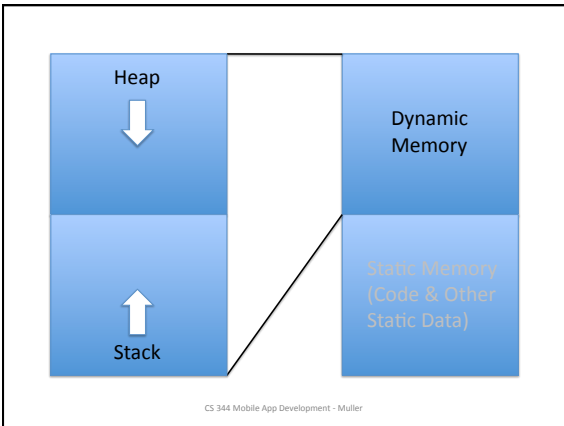 Heap
Stack
Dynamic
Memory
Static Memory
(Code & Other
Static Data)
CS 344 Mobile App Development - Muller